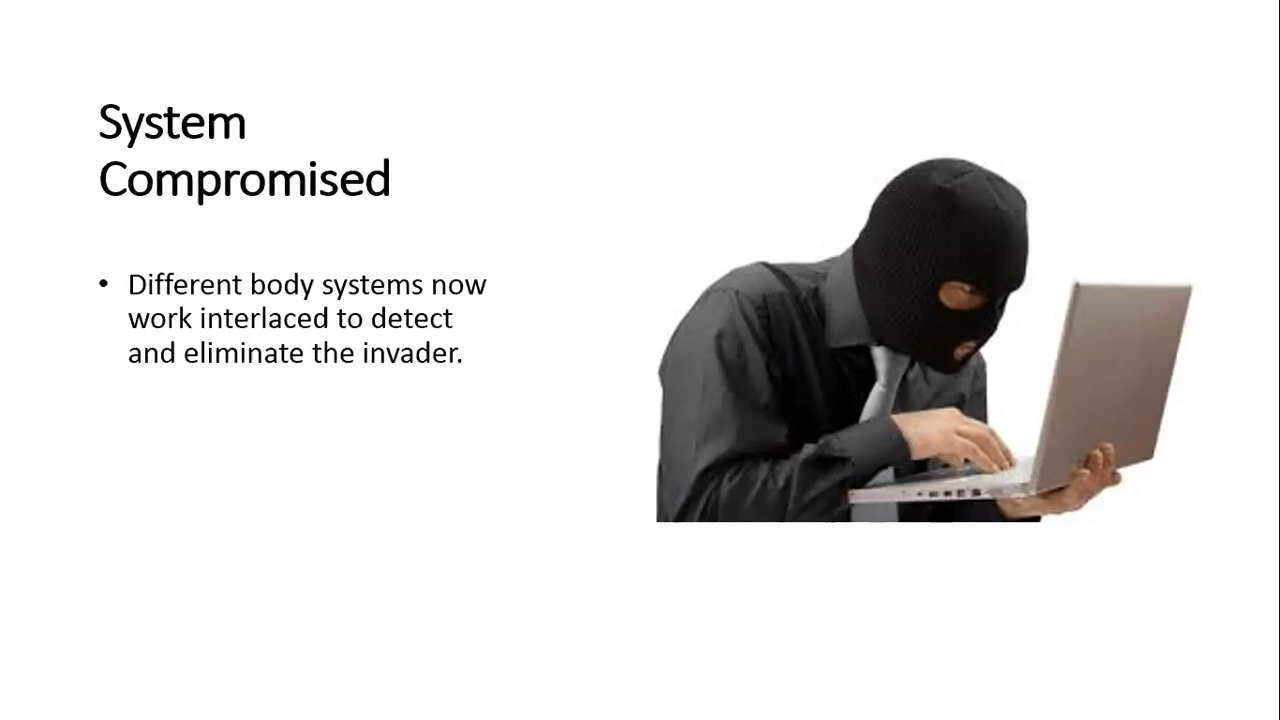 System
Compromised
• Different body systems now
work interlaced to detect
and eliminate the invader.